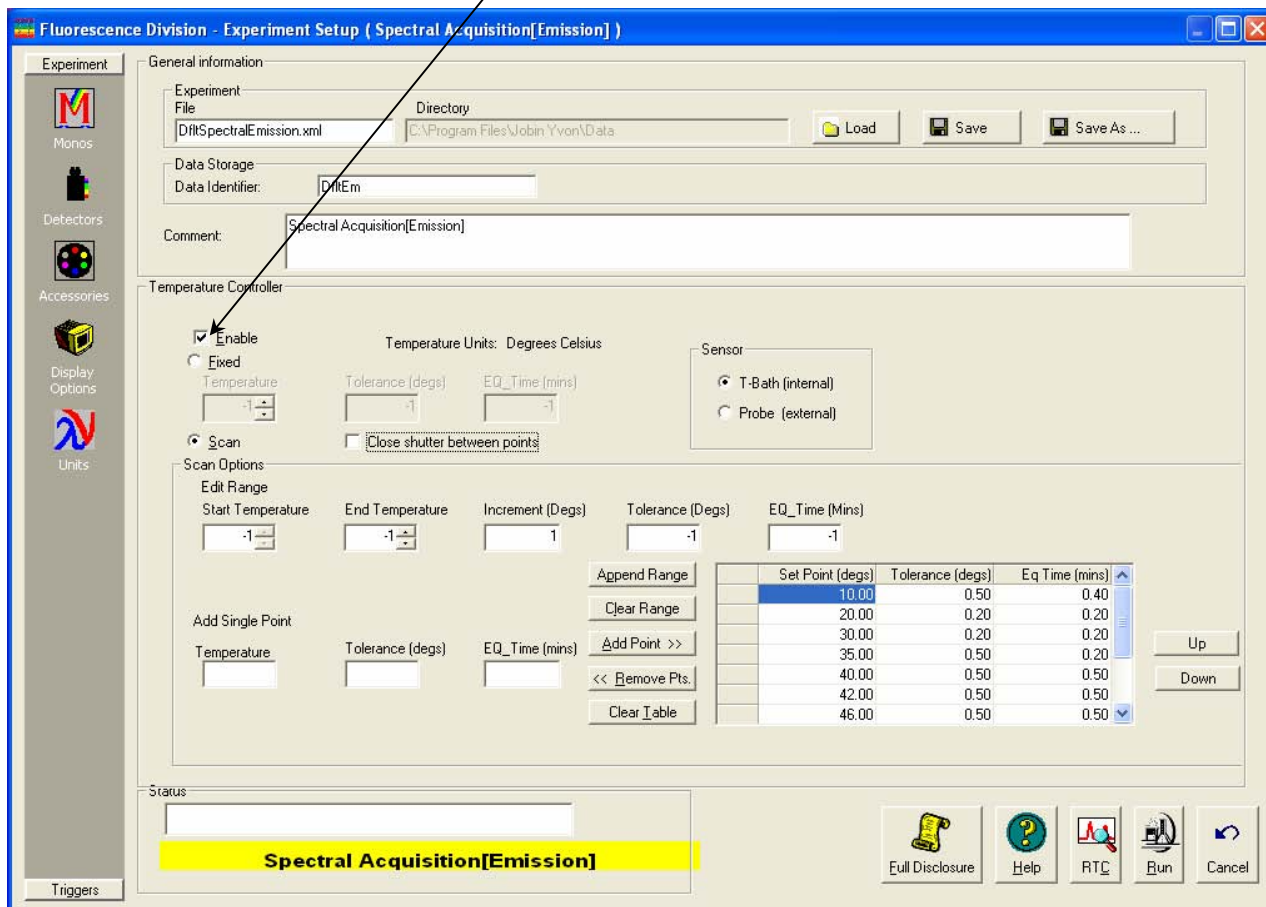 Fluorescence Division - Experiment Setup ( Spectral Acquisition[Emission] )
Experiment
Monos
Detectors
Accessories
Display
Options
Units
Triggers
General information
Experiment
File
Directory
DfltSpectralEmission.xml
C:\Program Files\Jobin Yvon\Data
Load
Save
Save As ...
Data Storage
Data Identifier:
DfltEm
Comment:
Spectral Acquisition[Emission]
Temperature Controller
Enable
Temperature Units: Degrees Celsius
Fixed
Temperature Tolerance (degs) EQ_Time (mins)
-1 -1 -1
Sensor
T-Bath (internal)
Probe (external)
Scan
Close shutter between points
Scan Options
Edit Range
Start Temperature End Temperature Increment (Degs) Tolerance (Degs) EQ_Time (Mins)
-1 -1 1 -1 -1
Add Single Point
Temperature Tolerance (degs) EQ_Time (mins)
Append Range
Clear Range
Add Point >>
<< Remove Pts.
Clear Table
Set Point (degs) Tolerance (degs) Eq Time (mins)
10.00 0.50 0.40
20.00 0.20 0.20
30.00 0.20 0.20
35.00 0.50 0.20
40.00 0.50 0.50
42.00 0.50 0.50
46.00 0.50 0.50
Up
Down
Status
Spectral Acquisition[Emission]
Full Disclosure
Help
RTC
Run
Cancel